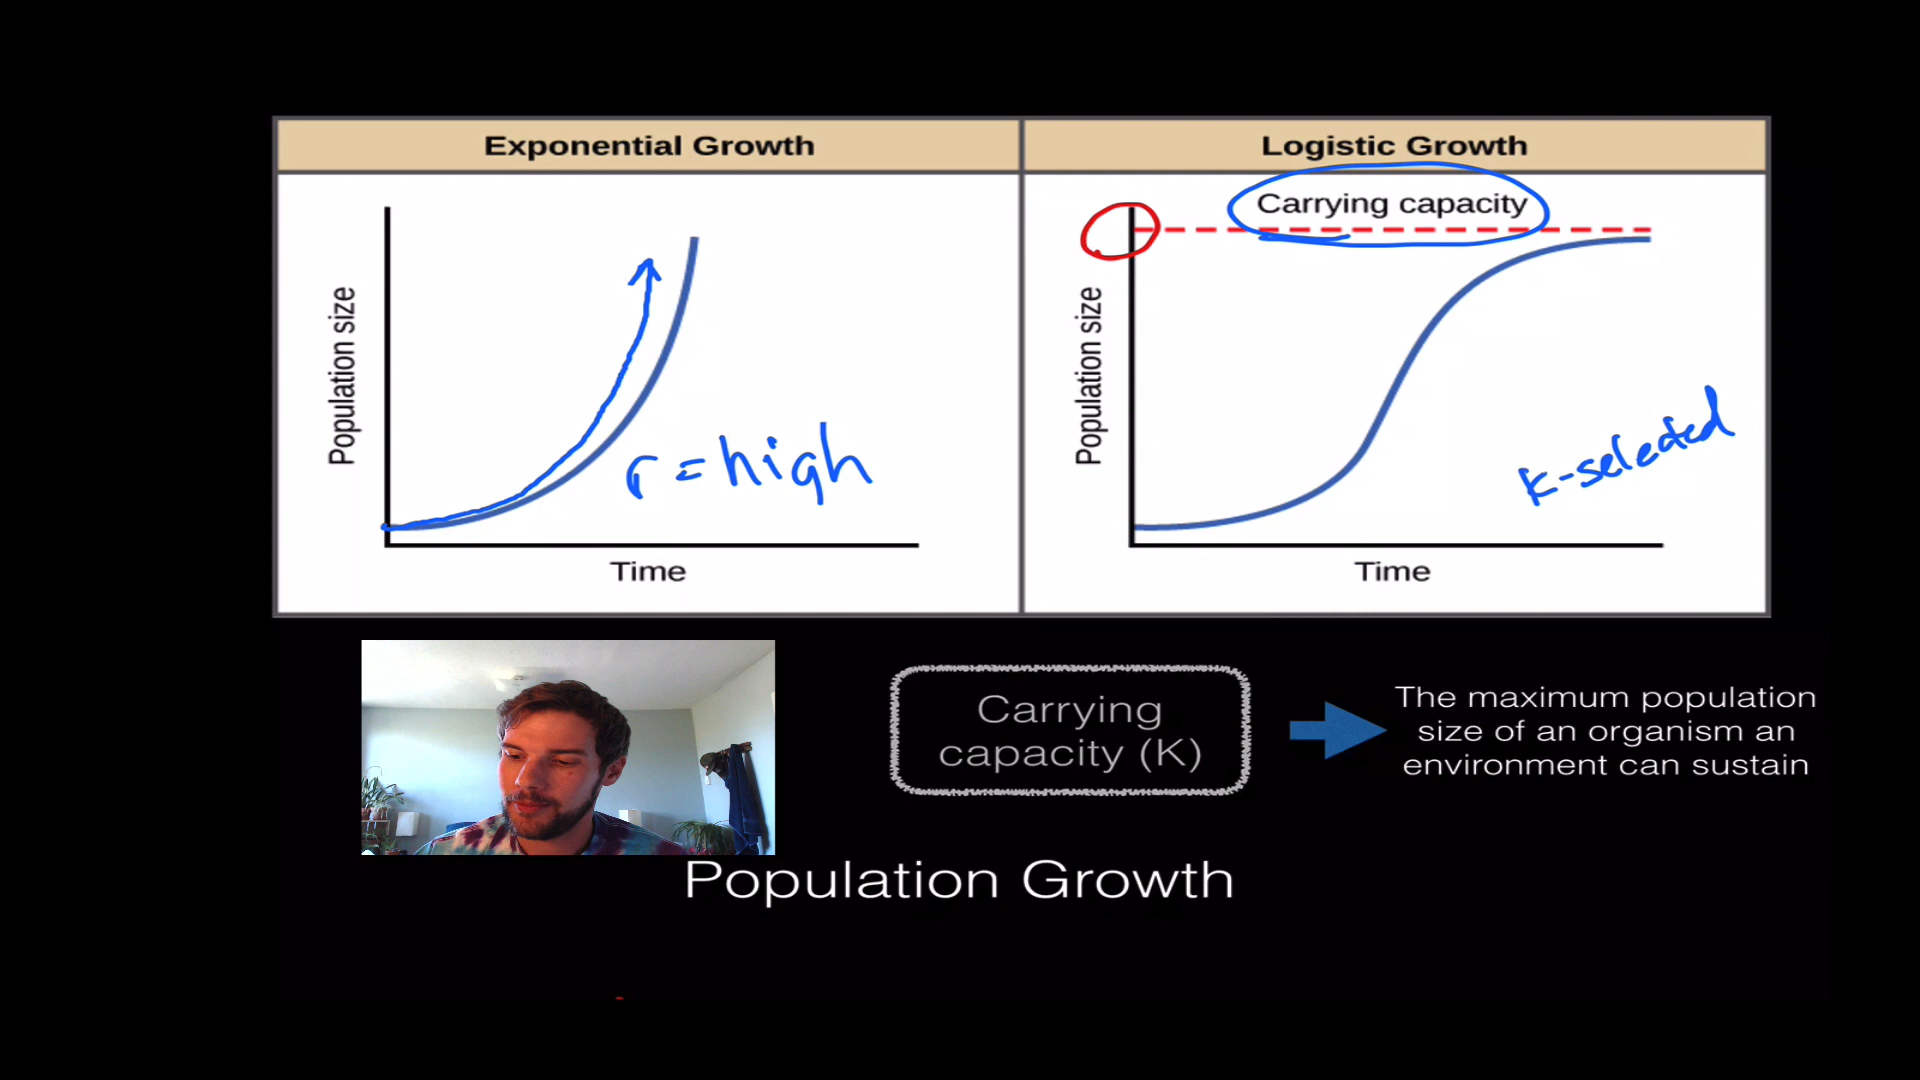 Exponential Growth
Population size
r = high
Time
Logistic Growth
Carrying capacity
Population size
k-selected
Time
Carrying
capacity (K)
The maximum population
size of an organism an
environment can sustain
Population Growth